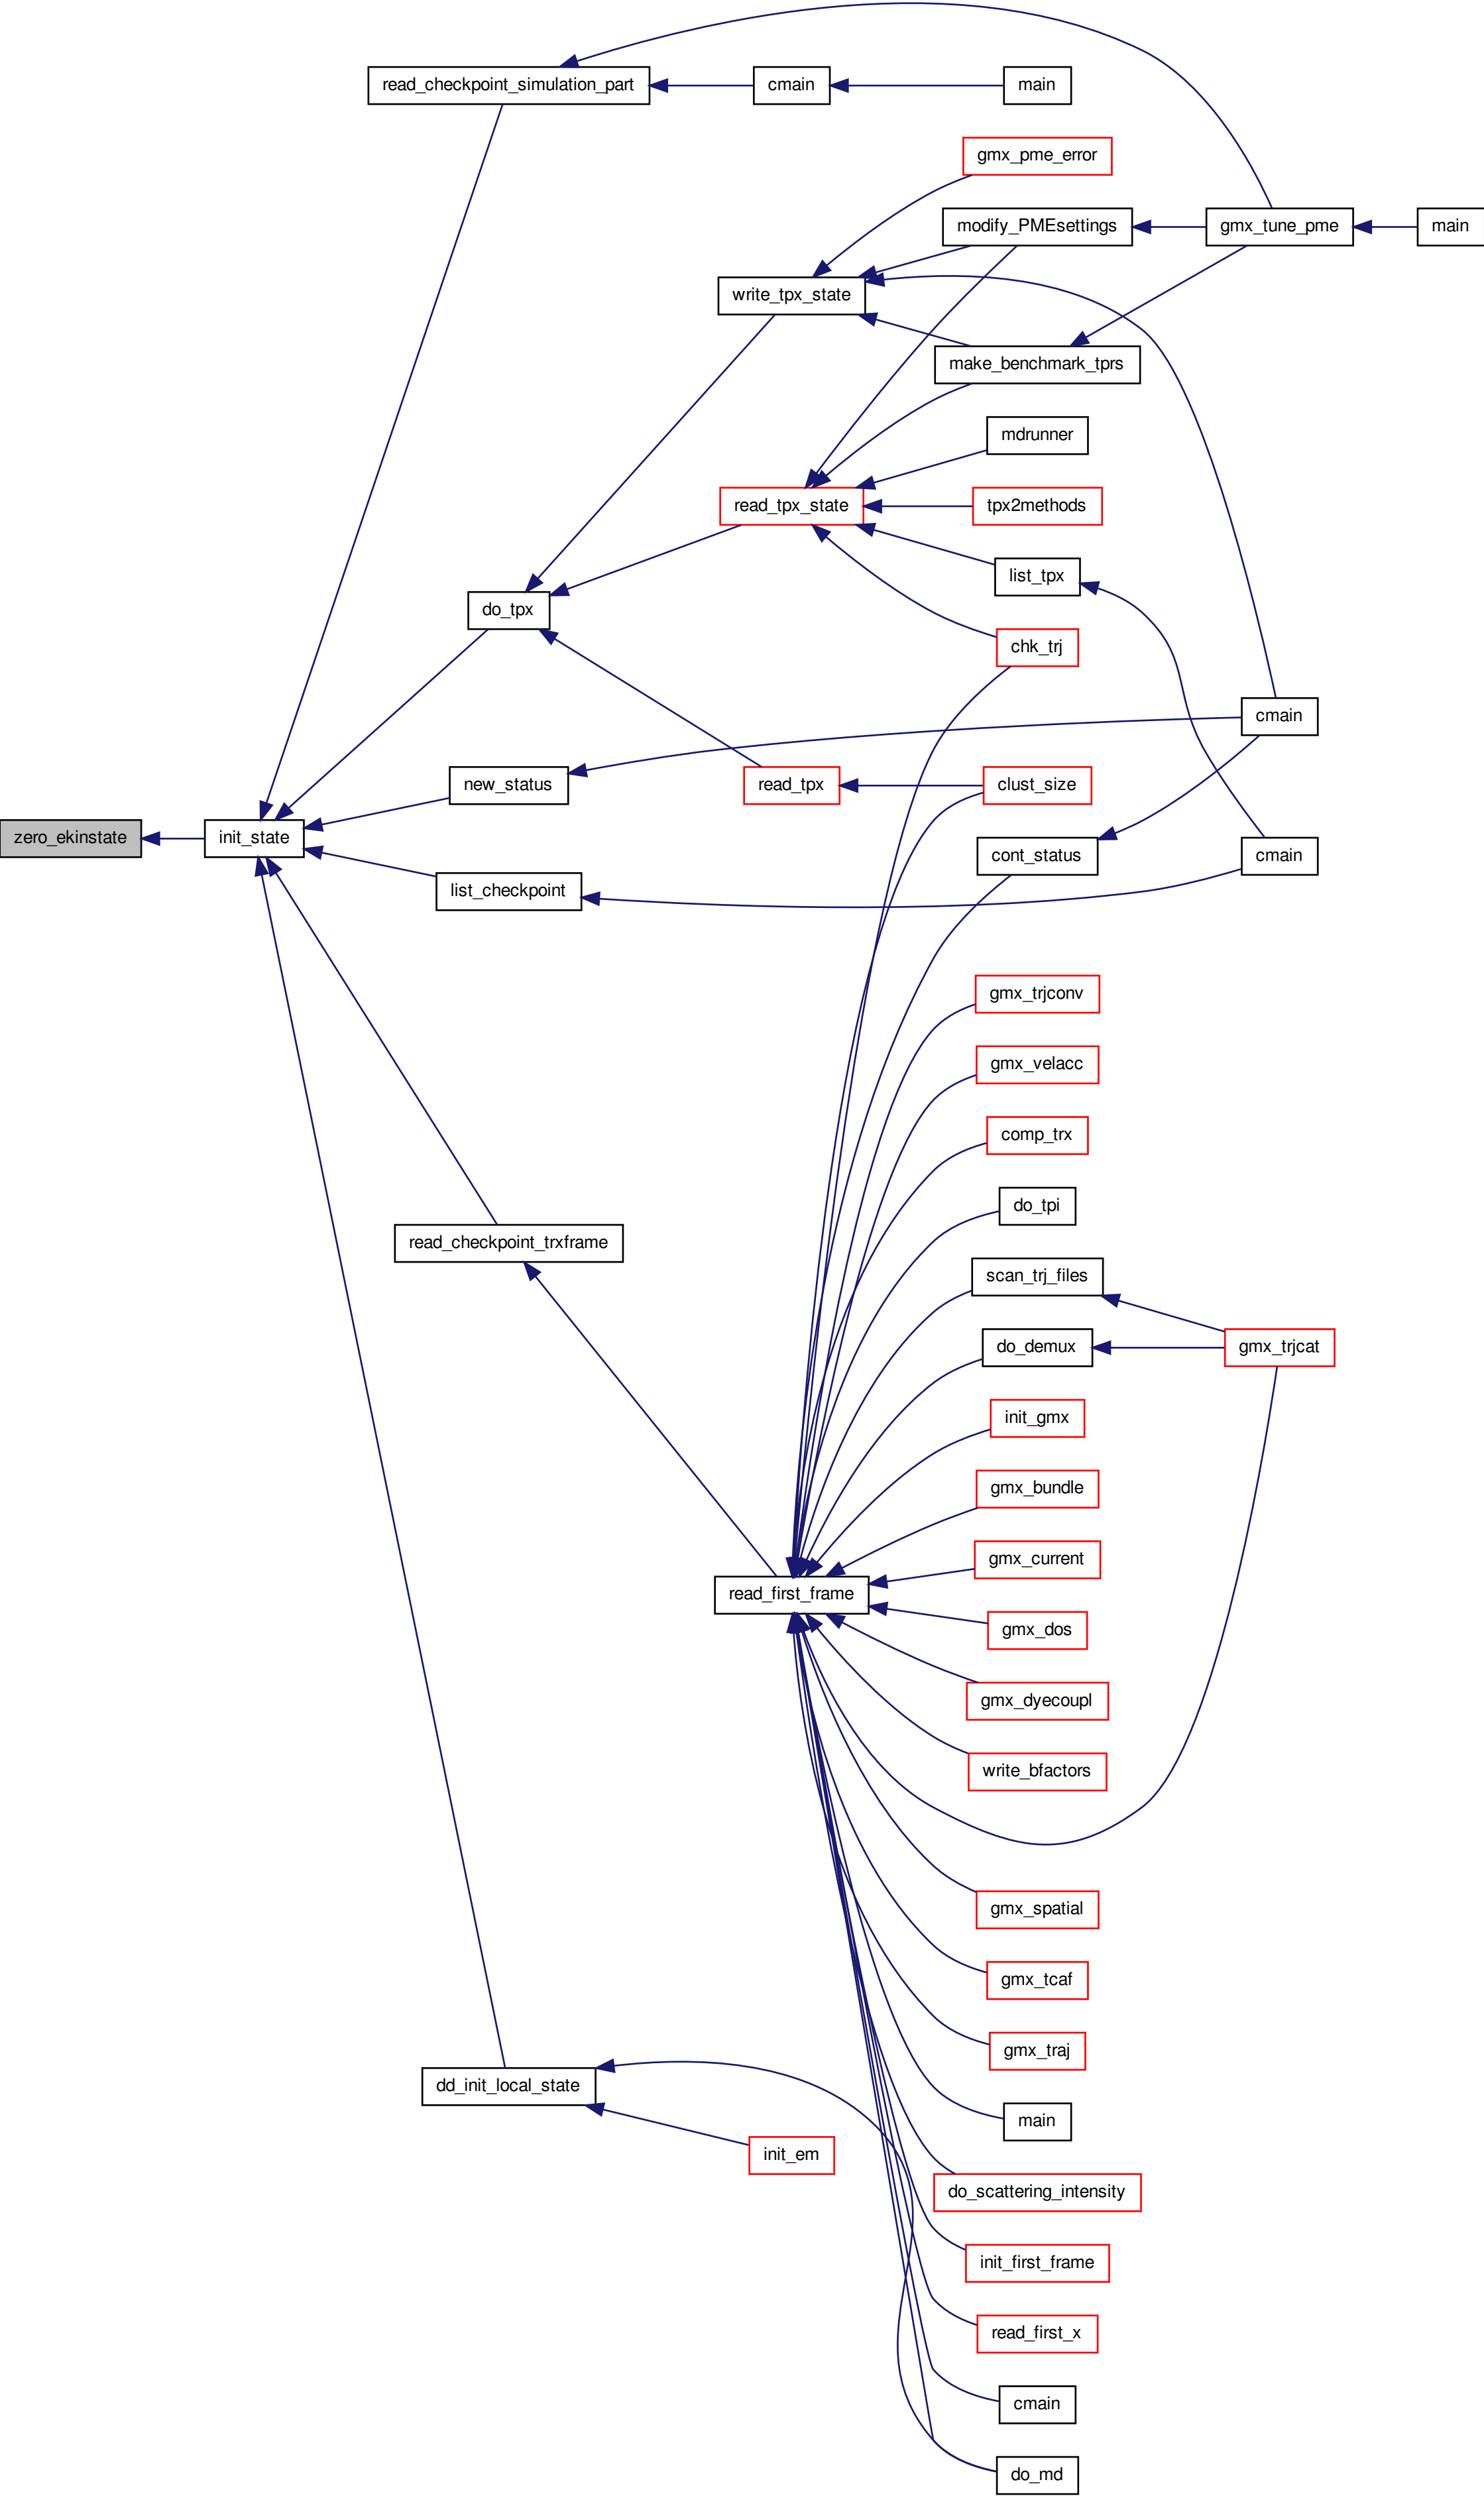 read_checkpoint_simulation_part
cmain
main
gmx_pme_error
modify_PMEsettings
gmx_tune_pme
main
write_tpx_state
make_benchmark_tprs
mdrunner
read_tpx_state
tpx2methods
list_tpx
do_tpx
chk_trj
cmain
new_status
read_tpx
clust_size
zero_ekinstate
init_state
cont_status
cmain
list_checkpoint
gmx_trjconv
gmx_velacc
comp_trx
do_tpi
read_checkpoint_trxframe
scan_trj_files
do_demux
gmx_trjcat
init_gmx
gmx_bundle
gmx_current
read_first_frame
gmx_dos
gmx_dyecoupl
write_bfactors
gmx_spatial
gmx_tcaf
gmx_traj
dd_init_local_state
main
init_em
do_scattering_intensity
init_first_frame
read_first_x
cmain
do_md